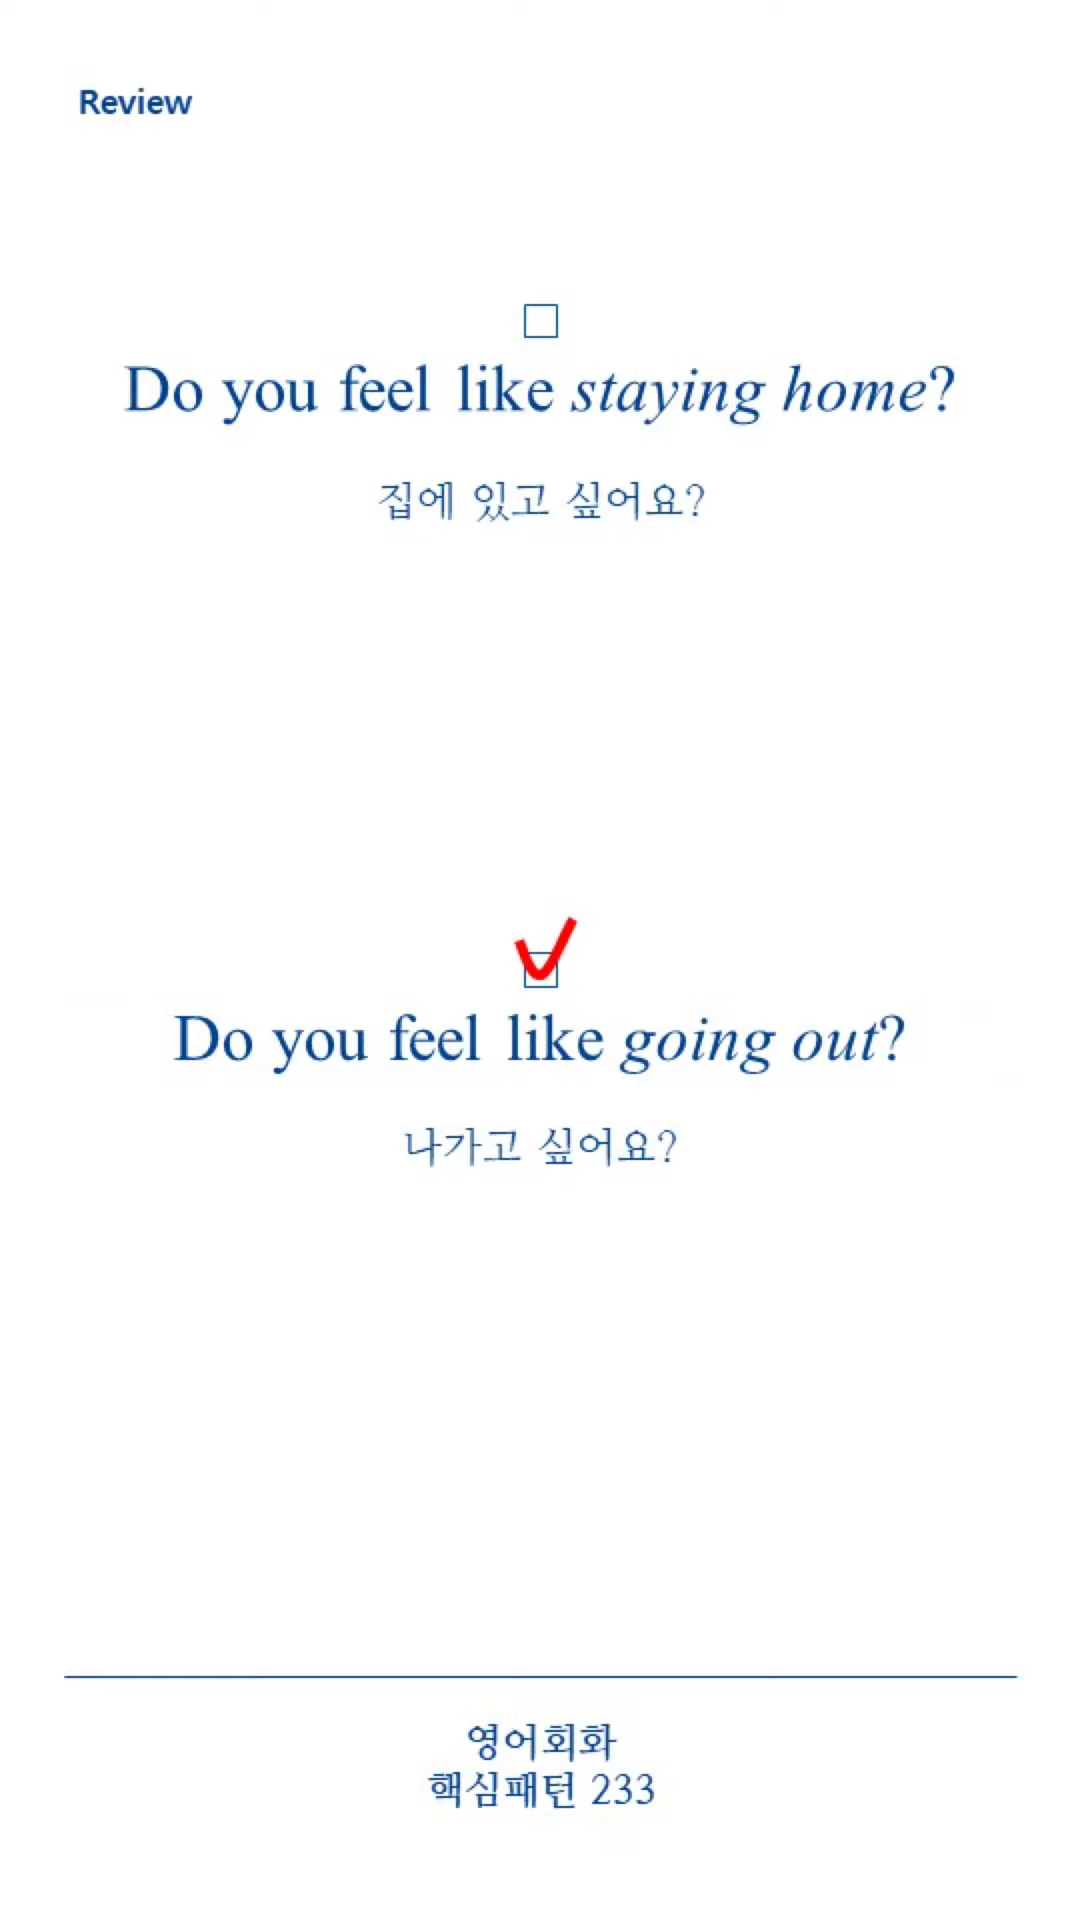 Review
Do you feel like staying home?
집에 있고 싶어요?
Do you feel like going out?
나가고 싶어요?
영어회화
핵심패턴 233